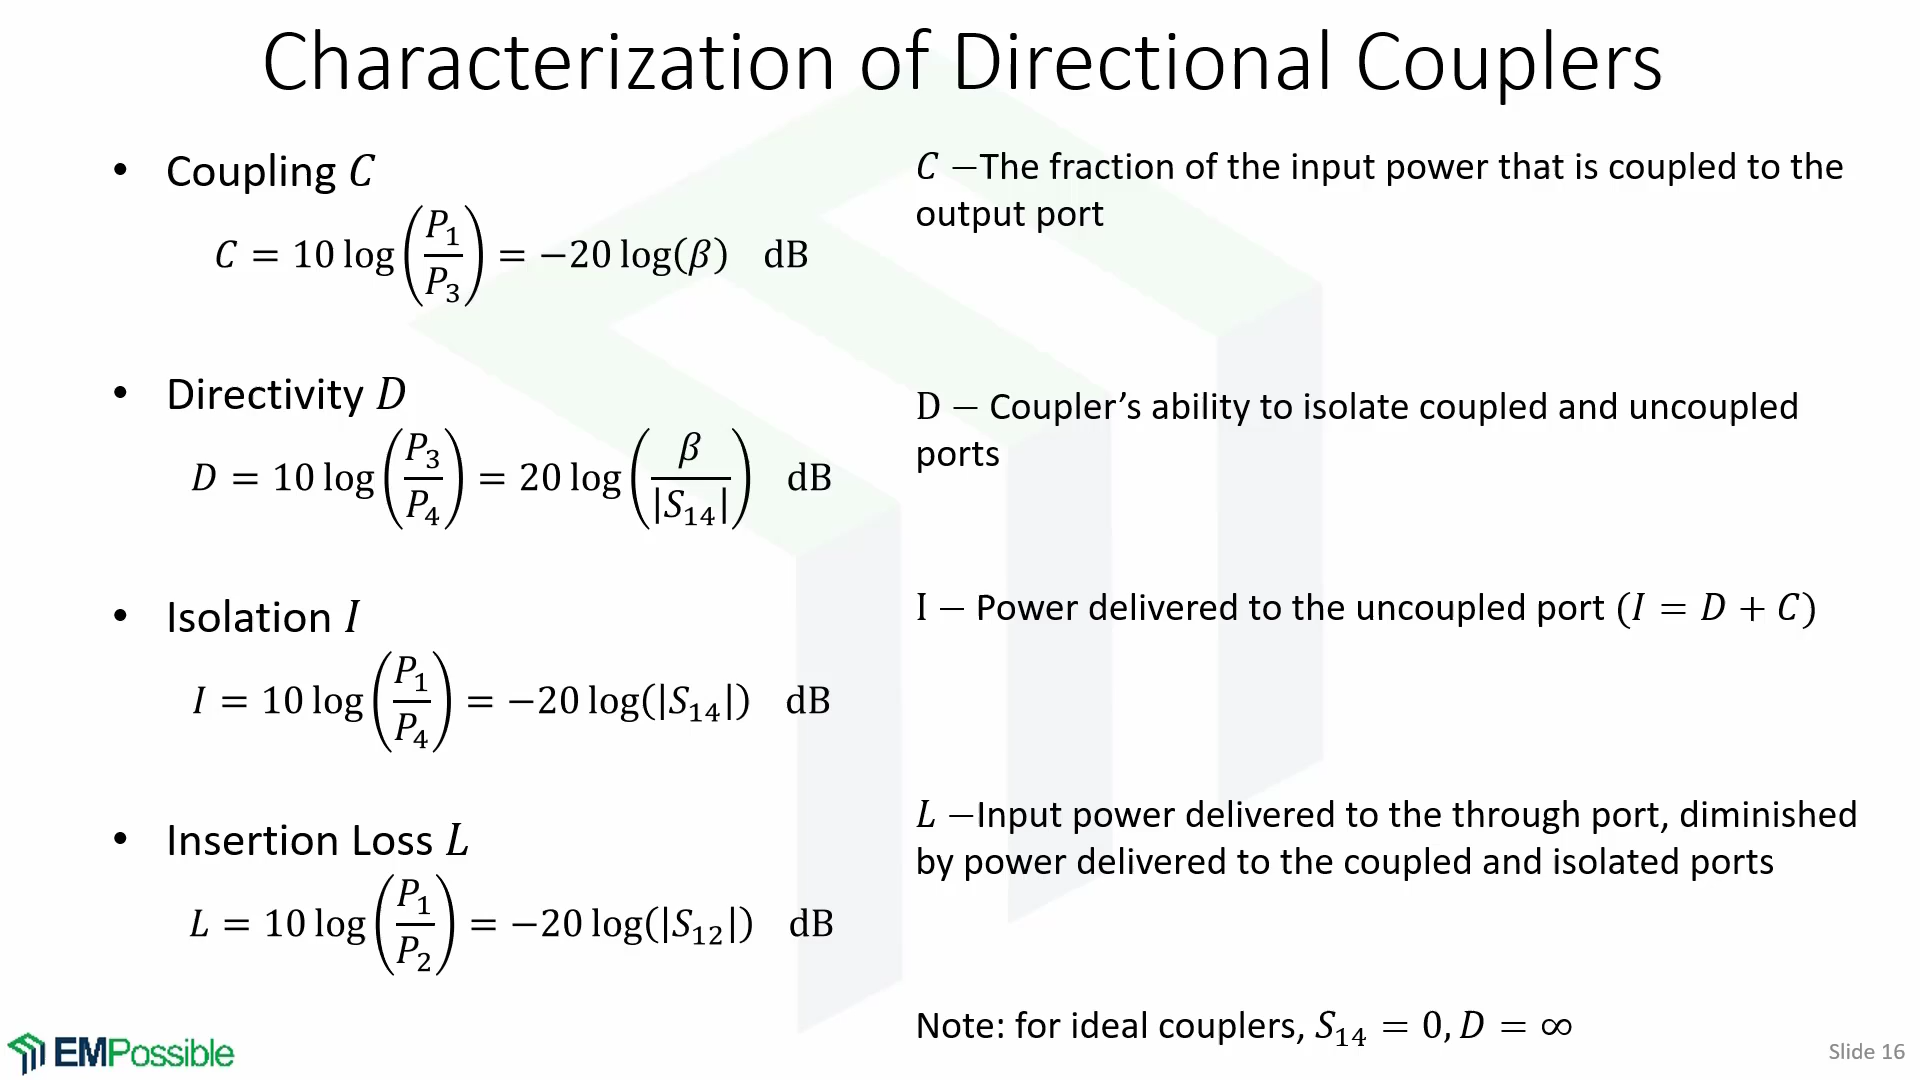 Characterization of Directional Couplers
• Coupling C
C = 10 log(P₁/P₃) = −20 log(β) dB
• Directivity D
D = 10 log(P₃/P₄) = 20 log(β/|S₁₄|) dB
• Isolation I
I = 10 log(P₁/P₄) = −20 log(|S₁₄|) dB
• Insertion Loss L
L = 10 log(P₁/P₂) = −20 log(|S₁₂|) dB
C −The fraction of the input power that is coupled to the
output port
D − Coupler’s ability to isolate coupled and uncoupled
ports
I − Power delivered to the uncoupled port (I = D + C)
L −Input power delivered to the through port, diminished
by power delivered to the coupled and isolated ports
Note: for ideal couplers, S₁₄ = 0, D = ∞
EMPossible
Slide 16